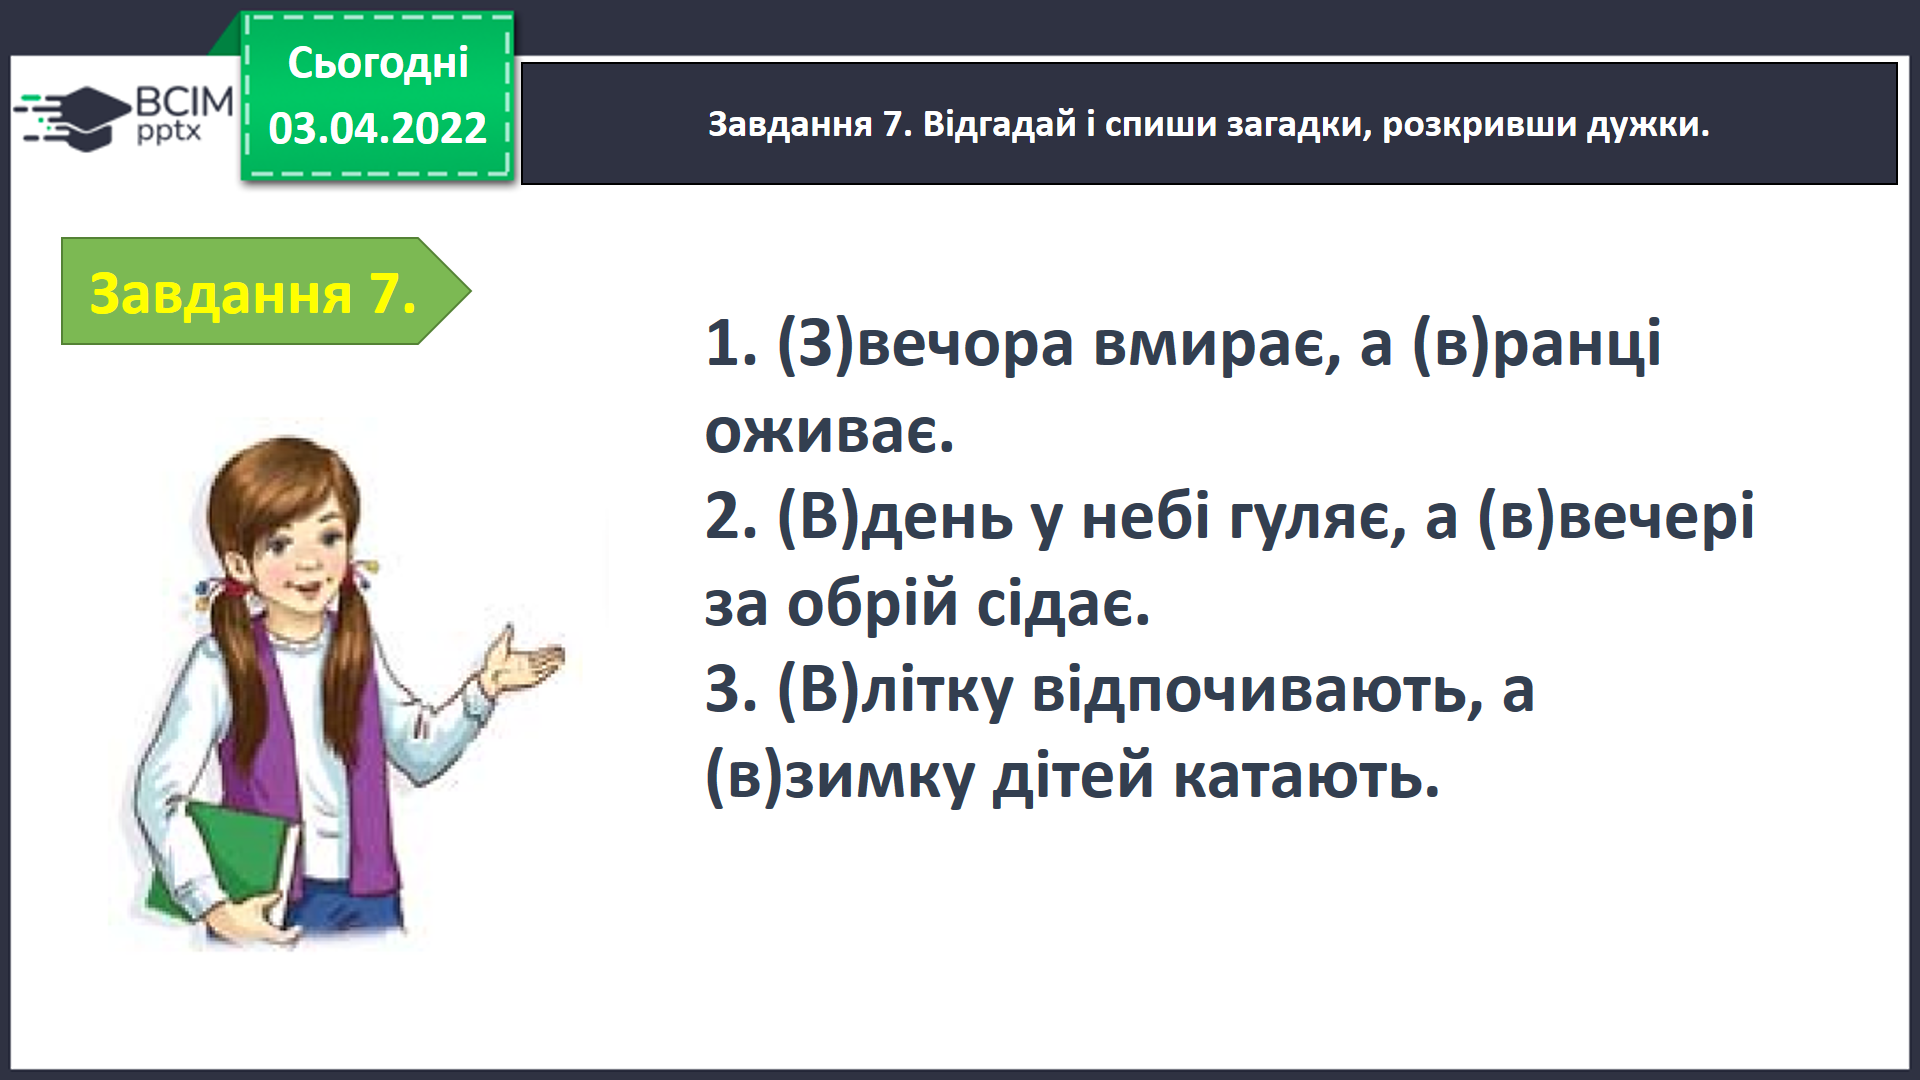 Сьогодні
03.04.2022
BCIM
pptx
Завдання 7. Відгадай і спиши загадки, розкривши дужки.
Завдання 7.
1. (З)вечора вмирає, а (в)ранці
оживає.
2. (В)день у небі гуляє, а (в)вечері
за обрій сідає.
3. (В)літку відпочивають, а
(в)зимку дітей катають.